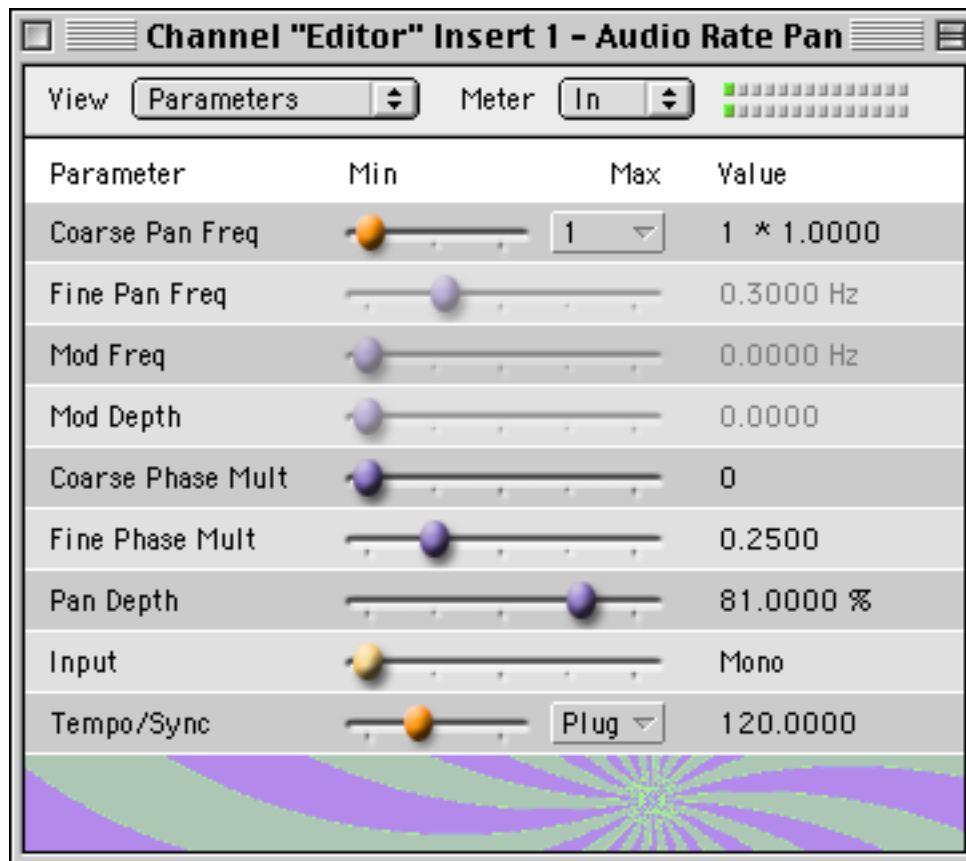 Channel "Editor" Insert 1 - Audio Rate Pan
View Parameters Meter In
Parameter Min Max Value
Coarse Pan Freq 1 1 * 1.0000
Fine Pan Freq 0.3000 Hz
Mod Freq 0.0000 Hz
Mod Depth 0.0000
Coarse Phase Mult 0
Fine Phase Mult 0.2500
Pan Depth 81.0000 %
Input Mono
Tempo/Sync Plug 120.0000